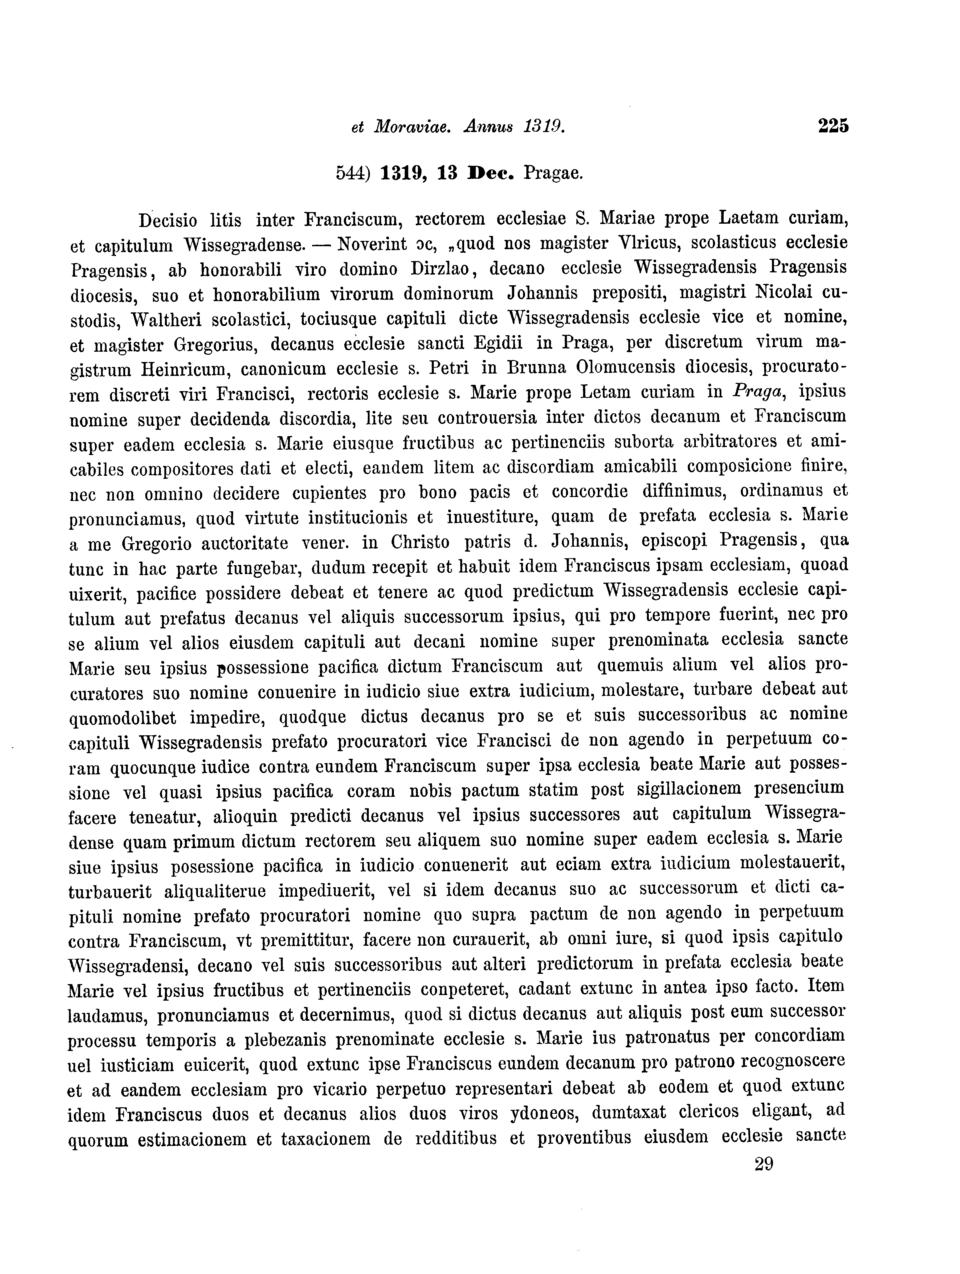 et Moraviae. Annus 1319. 225
544) 1319, 13 Dec. Pragae.
Decisio litis inter Franciscum, rectorem ecclesiae S. Mariae prope Laetam curiam,
et capitulum Wissegradense. — Noverint ɔc, „quod nos magister Vlricus, scolasticus ecclesie
Pragensis, ab honorabili viro domino Dirzlao, decano ecclesie Wissegradensis Pragensis
diocesis, suo et honorabilium virorum dominorum Johannis prepositi, magistri Nicolai cu-
stodis, Waltheri scolastici, tociusque capituli dicte Wissegradensis ecclesie vice et nomine,
et magister Gregorius, decanus ecclesie sancti Egidii in Praga, per discretum virum ma-
gistrum Heinricum, canonicum ecclesie s. Petri in Brunna Olomucensis diocesis, procurato-
rem discreti viri Francisci, rectoris ecclesie s. Marie prope Letam curiam in Praga, ipsius
nomine super decidenda discordia, lite seu controuersia inter dictos decanum et Franciscum
super eadem ecclesia s. Marie eiusque fructibus ac pertinenciis suborta arbitratores et ami-
cabiles compositores dati et electi, eandem litem ac discordiam amicabili composicione finire,
nec non omnino decidere cupientes pro bono pacis et concordie diffinimus, ordinamus et
pronunciamus, quod virtute institucionis et inuestiture, quam de prefata ecclesia s. Marie
a me Gregorio auctoritate vener. in Christo patris d. Johannis, episcopi Pragensis, qua
tunc in hac parte fungebar, dudum recepit et habuit idem Franciscus ipsam ecclesiam, quoad
uixerit, pacifice possidere debeat et tenere ac quod predictum Wissegradensis ecclesie capi-
tulum aut prefatus decanus vel aliquis successorum ipsius, qui pro tempore fuerint, nec pro
se alium vel alios eiusdem capituli aut decani nomine super prenominata ecclesia sancte
Marie seu ipsius possessione pacifica dictum Franciscum aut quemuis alium vel alios pro-
curatores suo nomine conuenire in iudicio siue extra iudicium, molestare, turbare debeat aut
quomodolibet impedire, quodque dictus decanus pro se et suis successoribus ac nomine
capituli Wissegradensis prefato procuratori vice Francisci de non agendo in perpetuum co-
ram quocunque iudice contra eundem Franciscum super ipsa ecclesia beate Marie aut posses-
sione vel quasi ipsius pacifica coram nobis pactum statim post sigillacionem presencium
facere teneatur, alioquin predicti decanus vel ipsius successores aut capitulum Wissegra-
dense quam primum dictum rectorem seu aliquem suo nomine super eadem ecclesia s. Marie
siue ipsius posessione pacifica in iudicio conuenerit aut eciam extra iudicium molestauerit,
turbauerit aliqualiterue impediuerit, vel si idem decanus suo ac successorum et dicti ca-
pituli nomine prefato procuratori nomine quo supra pactum de non agendo in perpetuum
contra Franciscum, vt premittitur, facere non curauerit, ab omni iure, si quod ipsis capitulo
Wissegradensi, decano vel suis successoribus aut alteri predictorum in prefata ecclesia beate
Marie vel ipsius fructibus et pertinenciis conpeteret, cadant extunc in antea ipso facto. Item
laudamus, pronunciamus et decernimus, quod si dictus decanus aut aliquis post eum successor
processu temporis a plebezanis prenominate ecclesie s. Marie ius patronatus per concordiam
uel iusticiam euicerit, quod extunc ipse Franciscus eundem decanum pro patrono recognoscere
et ad eandem ecclesiam pro vicario perpetuo representari debeat ab eodem et quod extunc
idem Franciscus duos et decanus alios duos viros ydoneos, dumtaxat clericos eligant, ad
quorum estimacionem et taxacionem de redditibus et proventibus eiusdem ecclesie sancte
29